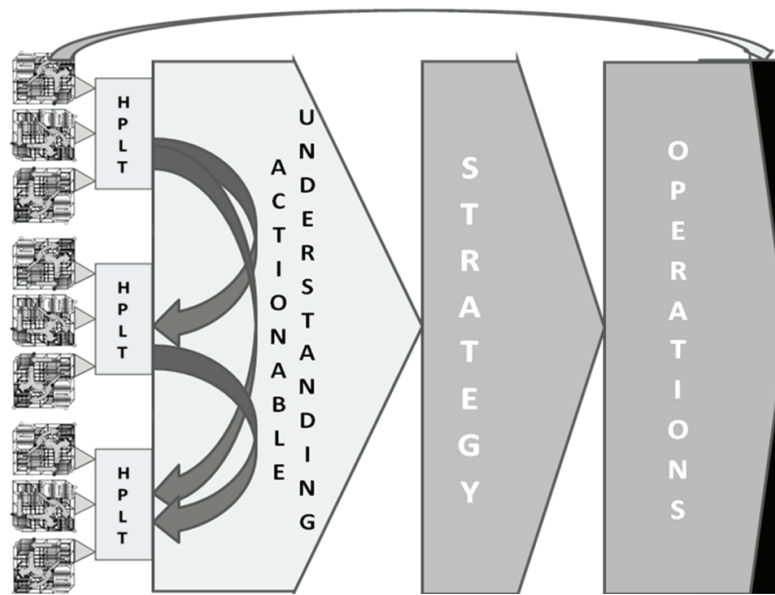 HPLT
HPLT
HPLT
ACTIONABLE
UNDERSTANDING
STRATEGY
OPERATIONS